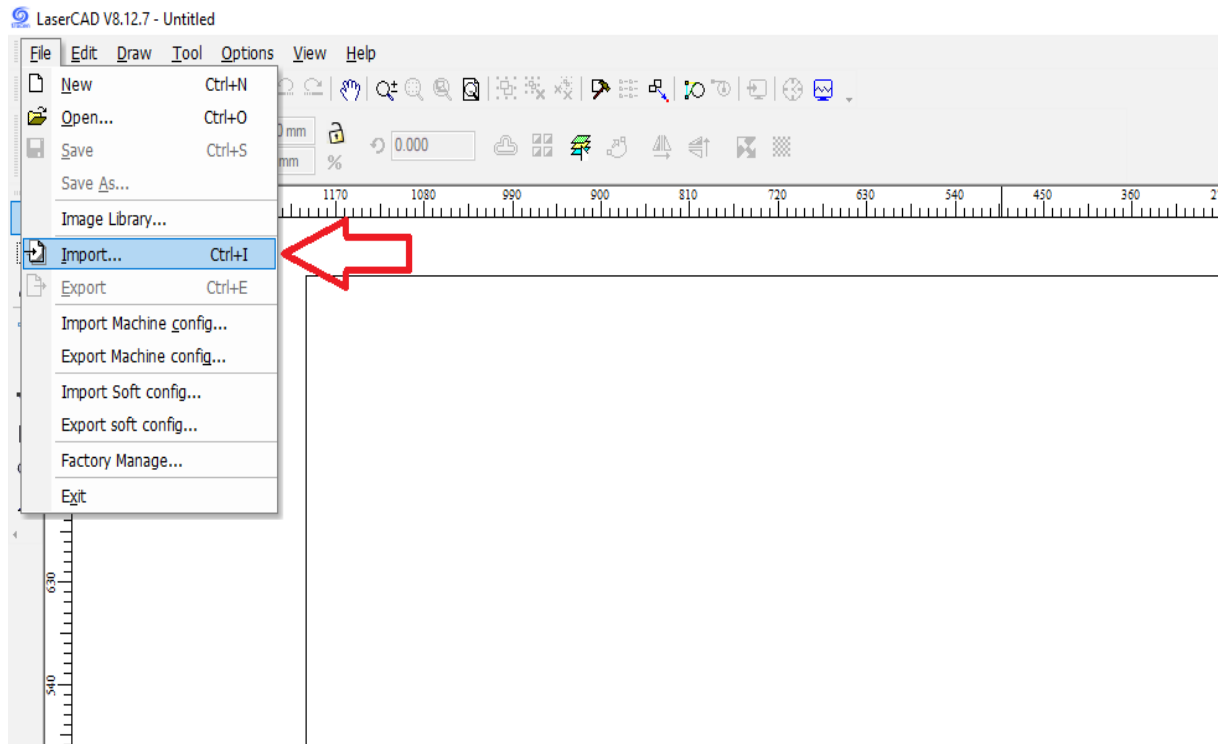 LaserCAD V8.12.7 - Untitled
File Edit Draw Tool Options View Help
New Ctrl+N
Open... Ctrl+O
Save Ctrl+S
Save As...
Image Library...
Import... Ctrl+I
Export Ctrl+E
Import Machine config...
Export Machine config...
Import Soft config...
Export soft config...
Factory Manage...
Exit
mm
0.000
mm %
1170 1080 990 900 810 720 630 540 450 360
630
540